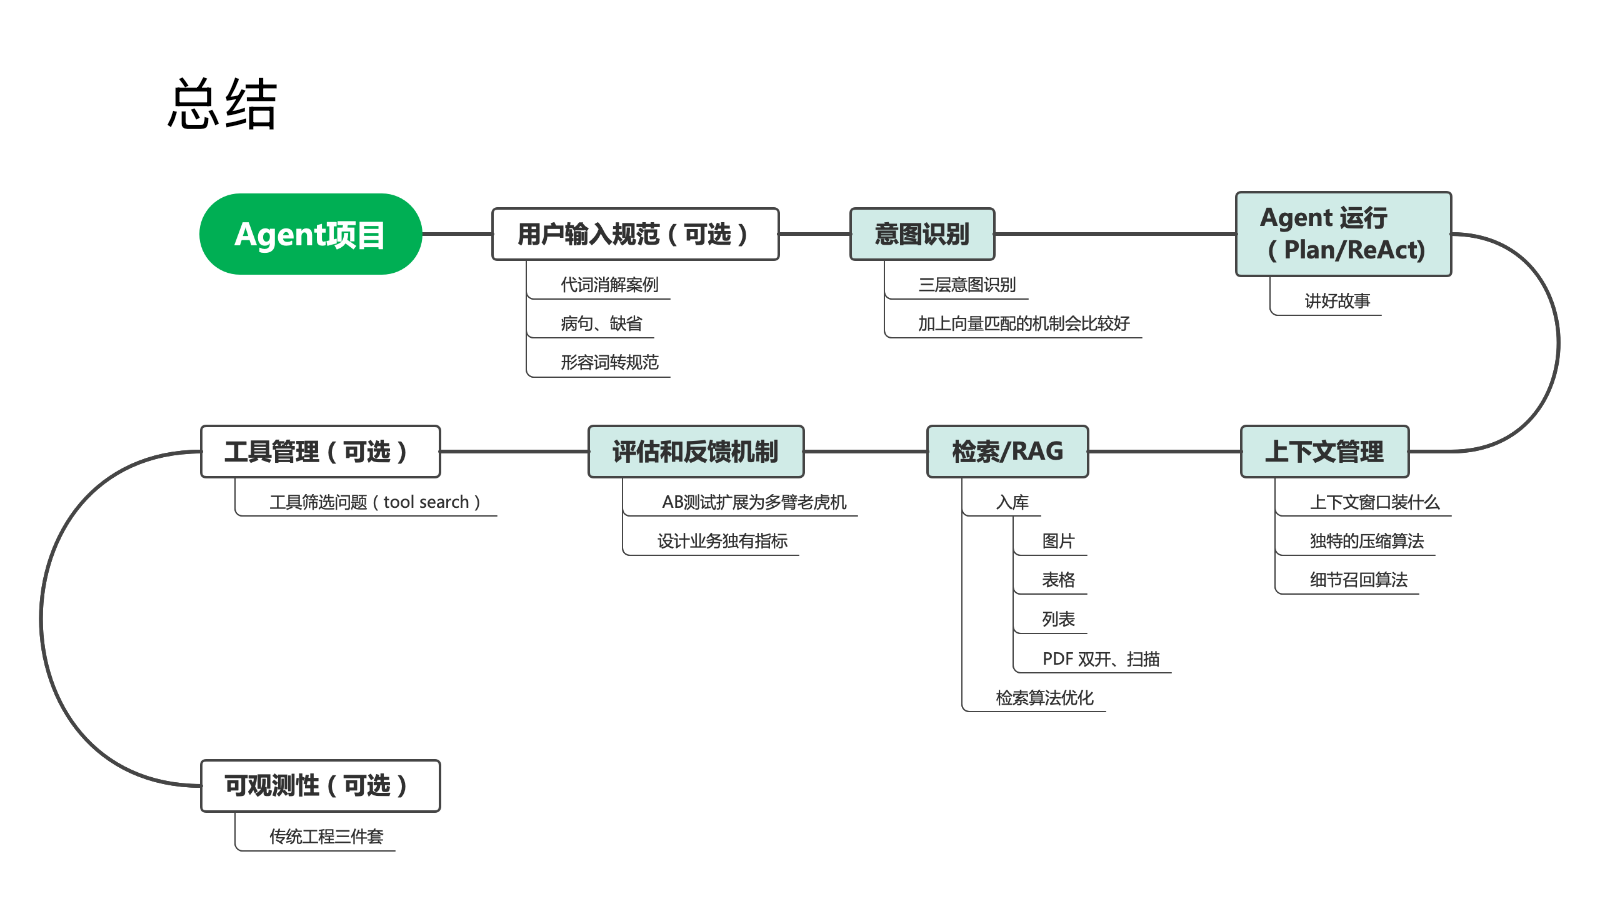 总结
Agent项目
用户输入规范（可选）
代词消解案例
病句、缺省
形容词转规范
意图识别
三层意图识别
加上向量匹配的机制会比较好
Agent 运行
（Plan/ReAct)
讲好故事
上下文管理
上下文窗口装什么
独特的压缩算法
细节召回算法
检索/RAG
入库
图片
表格
列表
PDF 双开、扫描
检索算法优化
评估和反馈机制
AB测试扩展为多臂老虎机
设计业务独有指标
工具管理（可选）
工具筛选问题（tool search）
可观测性（可选）
传统工程三件套